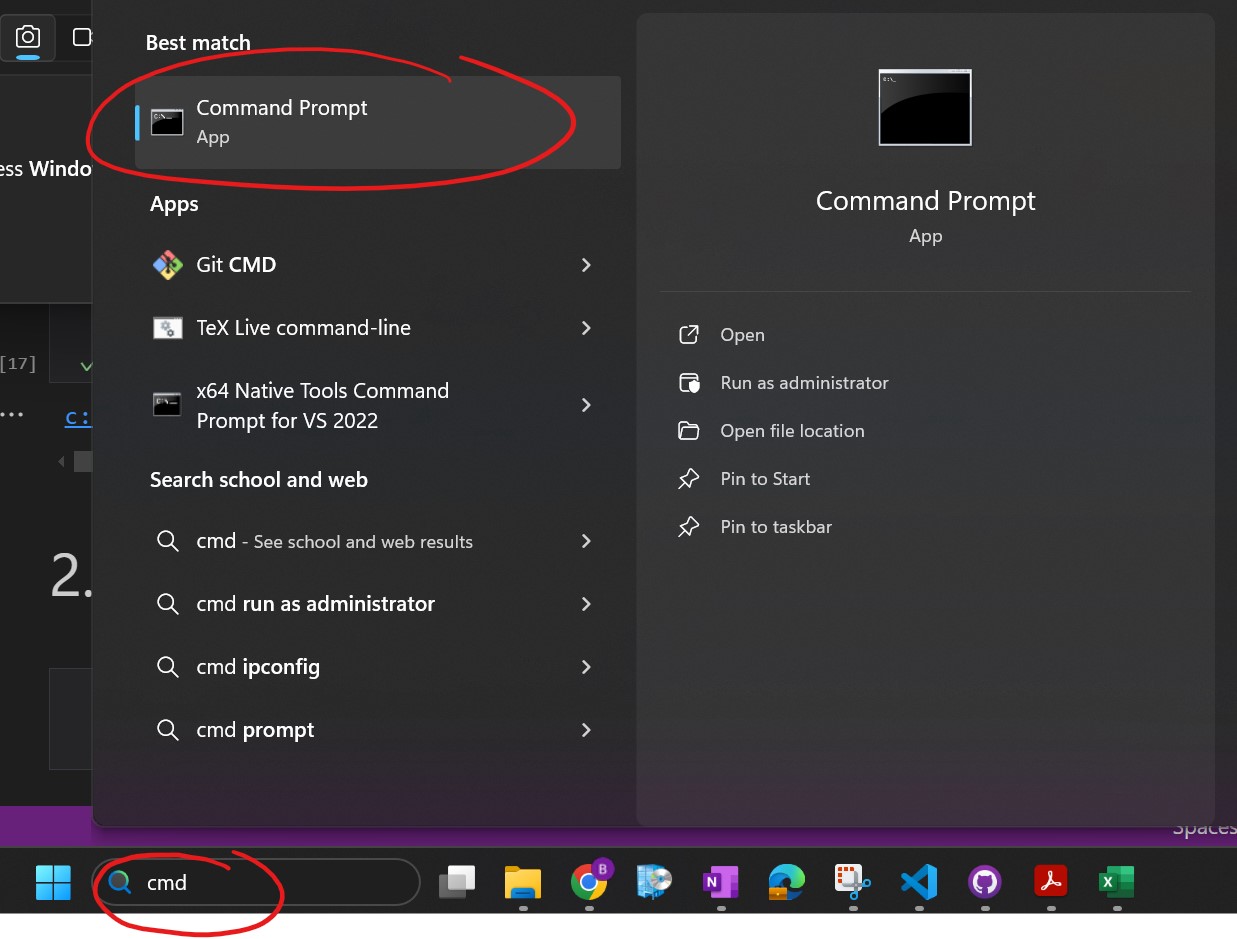 Best match
Command Prompt
App
ess Windo
Apps
Git CMD
TeX Live command-line
[17]
x64 Native Tools Command
Prompt for VS 2022
...
c:
Search school and web
cmd - See school and web results
cmd run as administrator
2.
cmd ipconfig
cmd prompt
C:\_
Command Prompt
App
Open
Run as administrator
Open file location
Pin to Start
Pin to taskbar
Spaces
cmd
B
N
X